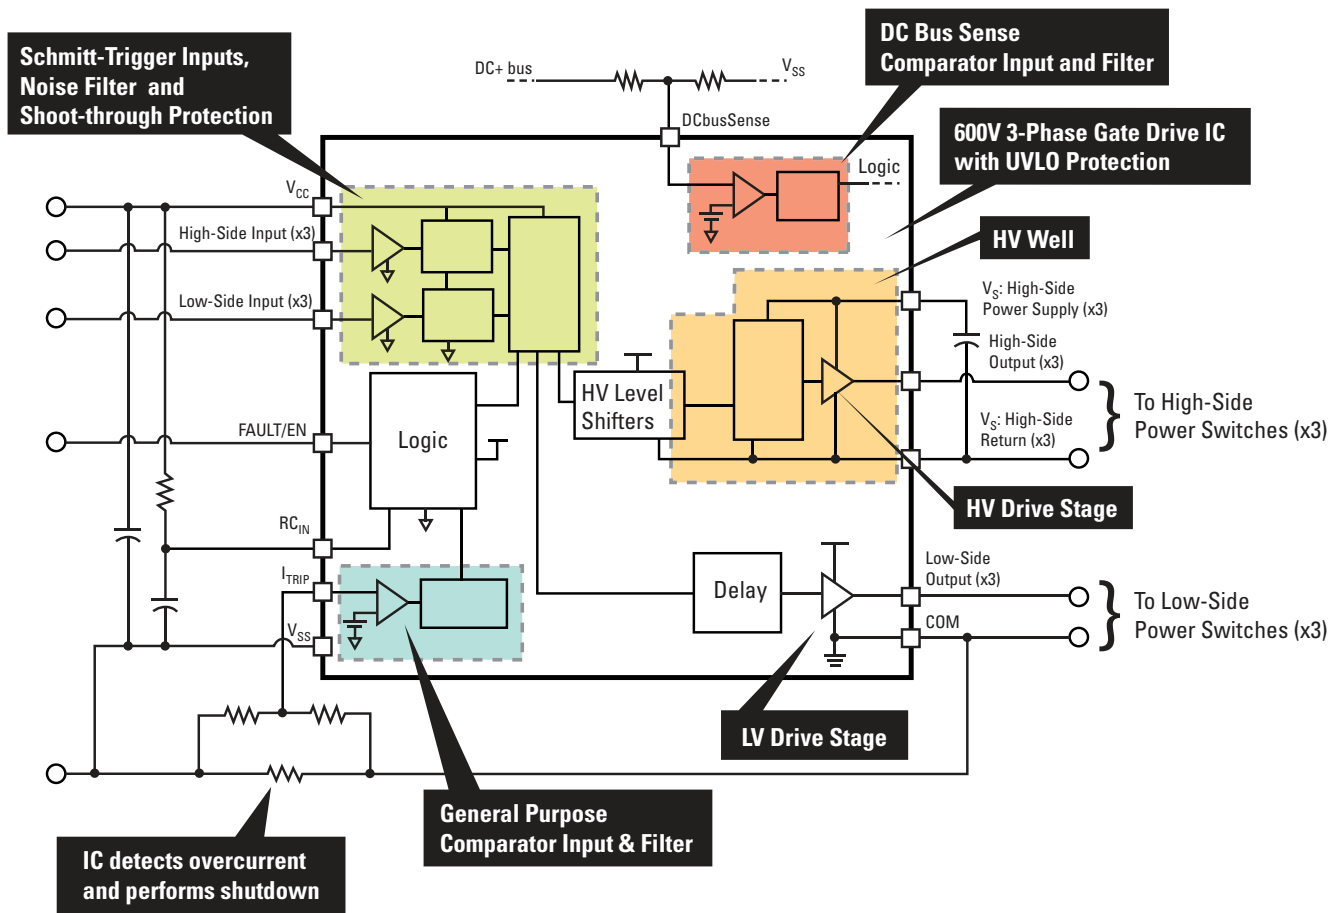 Schmitt-Trigger Inputs,
Noise Filter and
Shoot-through Protection
DC+ bus
VSS
DC Bus Sense
Comparator Input and Filter
DCbusSense
600V 3-Phase Gate Drive IC
with UVLO Protection
Logic
HV Well
VCC
High-Side Input (x3)
Low-Side Input (x3)
VS: High-Side
Power Supply (x3)
High-Side
Output (x3)
HV Level
Shifters
To High-Side
Power Switches (x3)
VS: High-Side
Return (x3)
FAULT/EN
Logic
HV Drive Stage
RCIN
ITRIP
VSS
Delay
Low-Side
Output (x3)
COM
To Low-Side
Power Switches (x3)
LV Drive Stage
General Purpose
Comparator Input & Filter
IC detects overcurrent
and performs shutdown